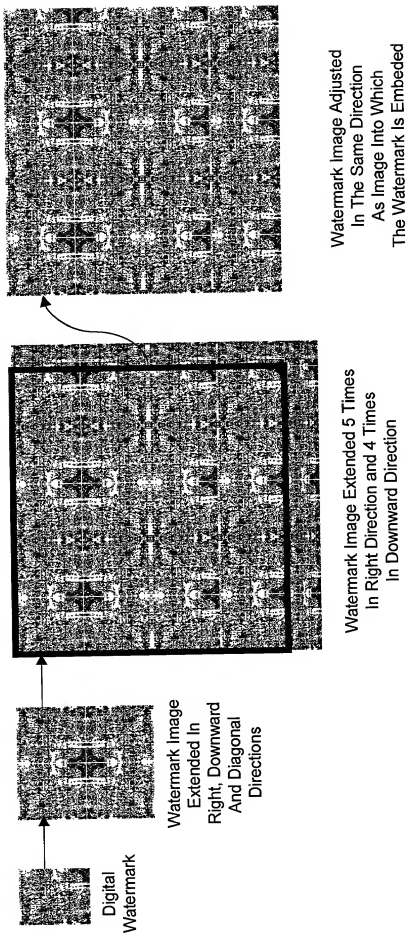 Digital
Watermark
Watermark Image
Extended In
Right, Downward
And Diagonal
Directions
Watermark Image Extended 5 Times
In Right Direction and 4 Times
In Downward Direction
Watermark Image Adjusted
In The Same Direction
As Image Into Which
The Watermark Is Embeded